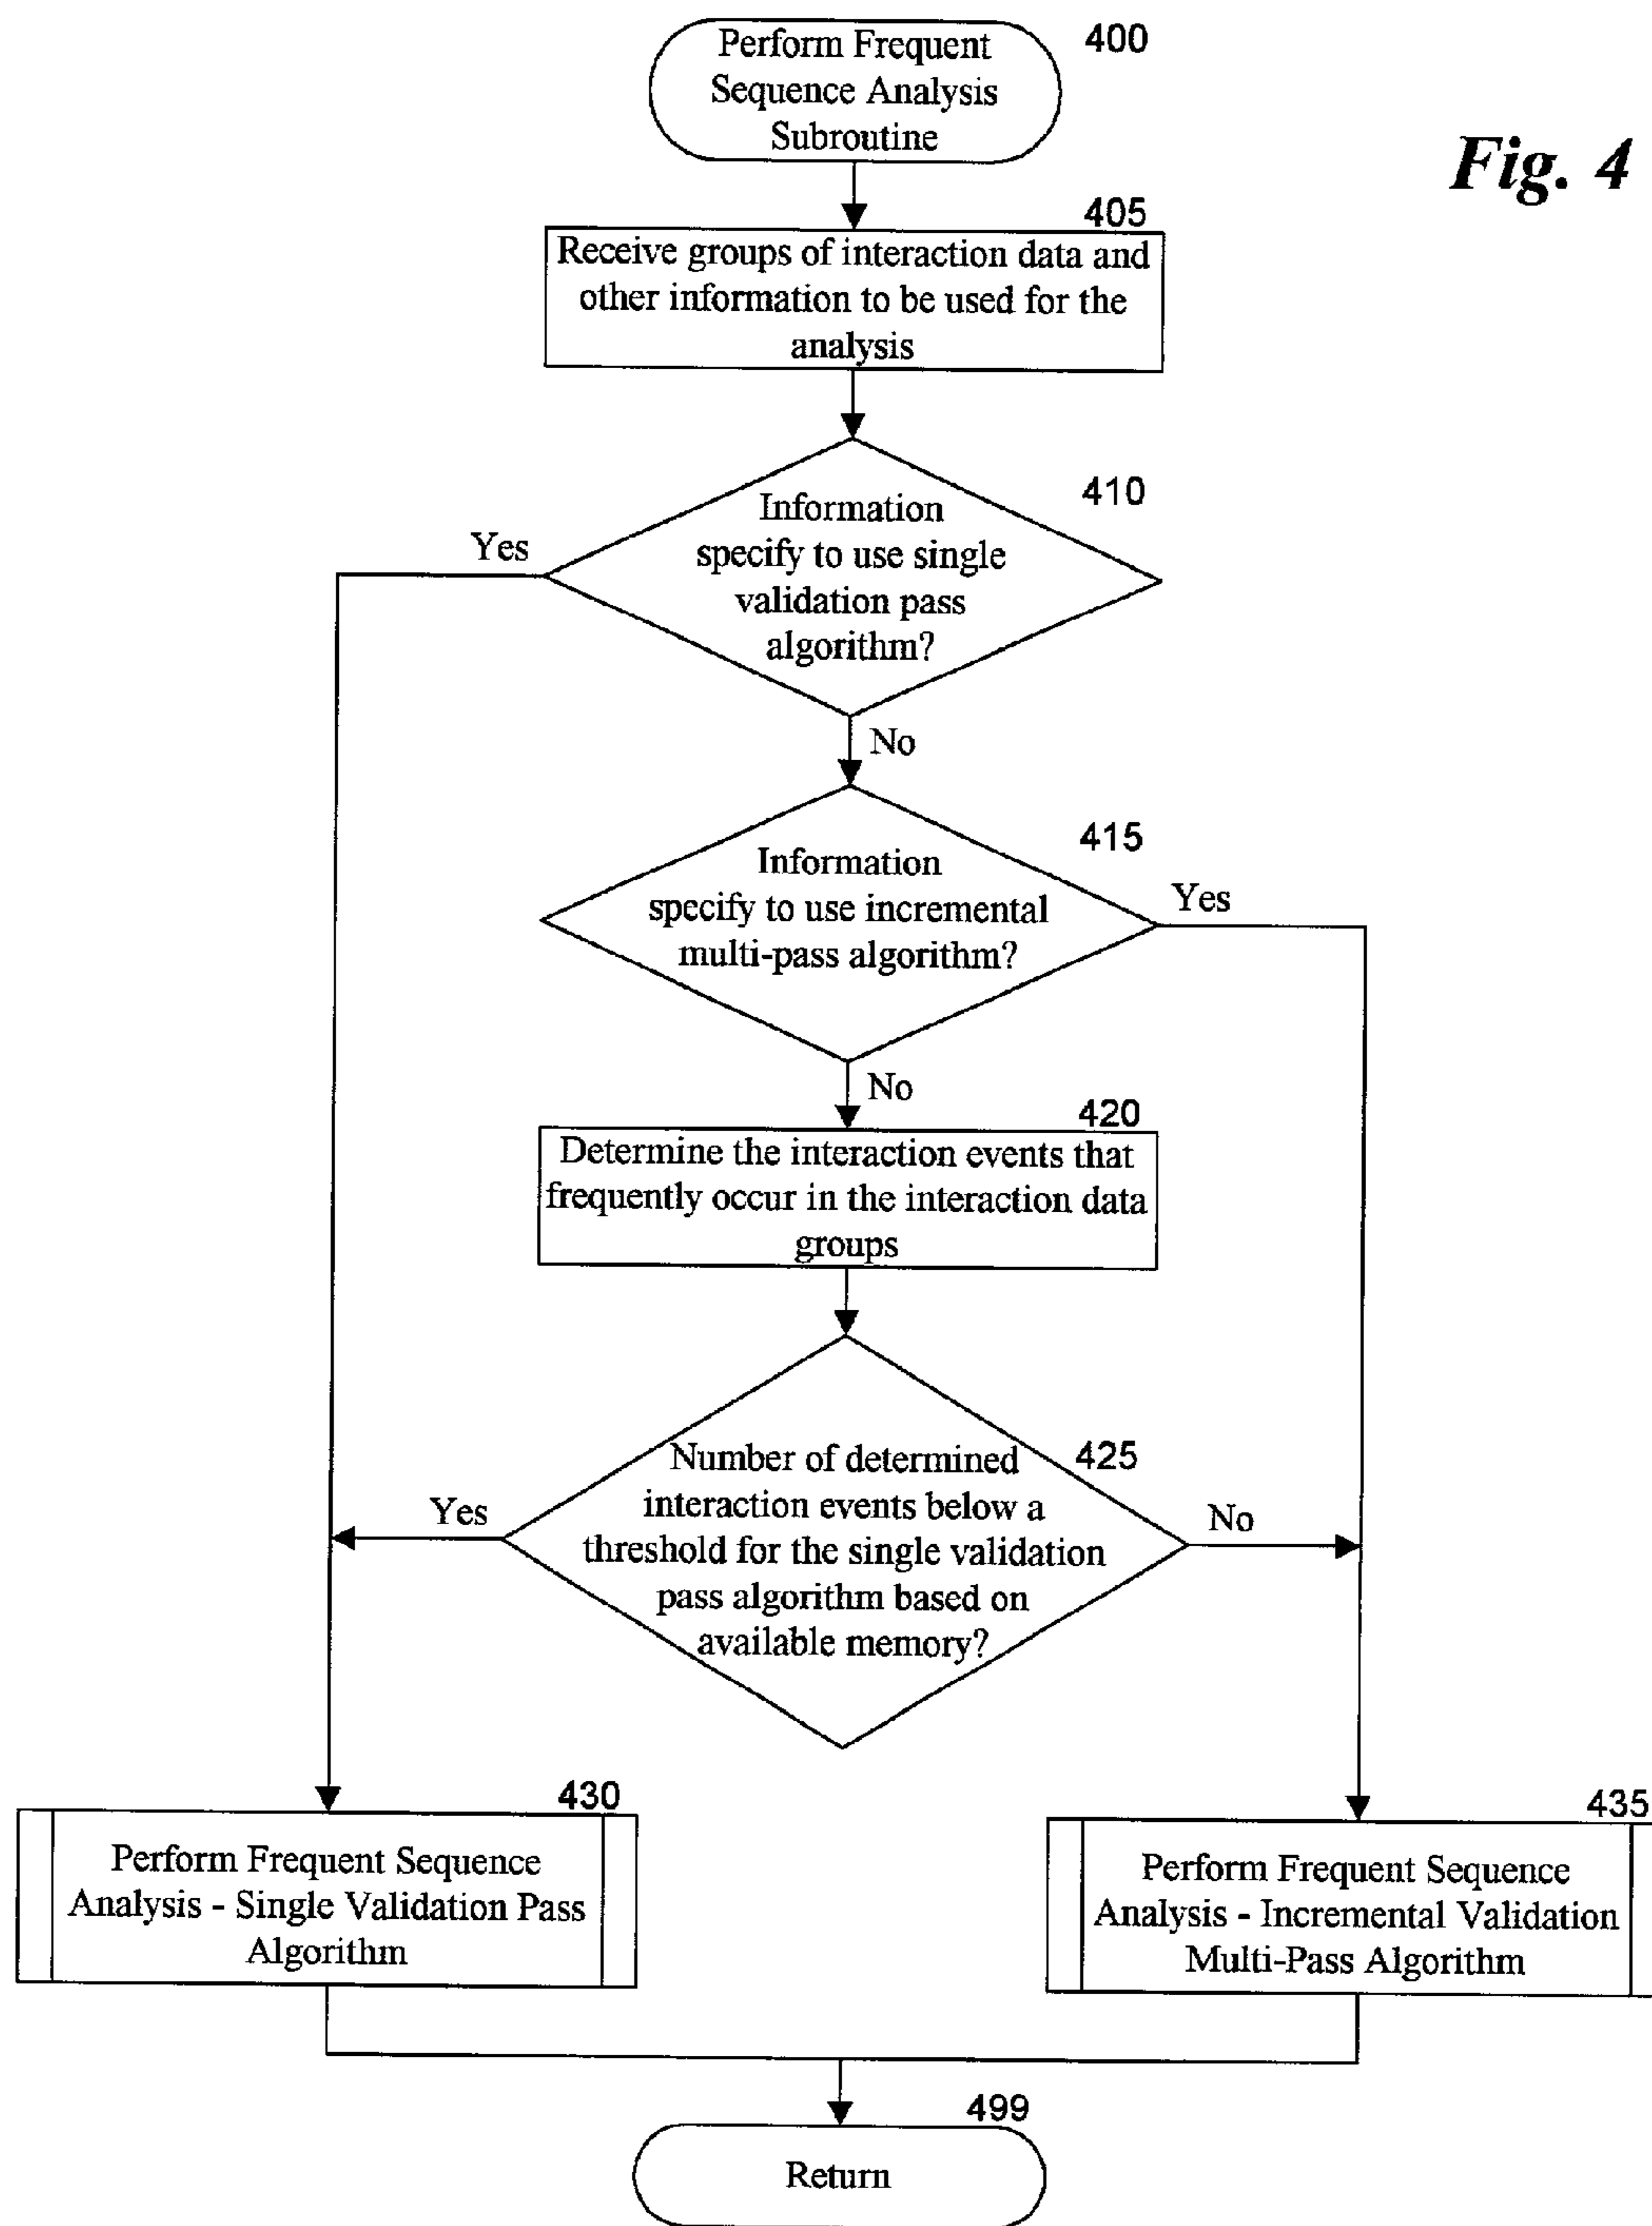 Perform Frequent
Sequence Analysis
Subroutine
400
Fig. 4
405
Receive groups of interaction data and
other information to be used for the
analysis
410
Information
specify to use single
validation pass
algorithm?
Yes
No
415
Information
specify to use incremental
multi-pass algorithm?
Yes
No
420
Determine the interaction events that
frequently occur in the interaction data
groups
425
Number of determined
interaction events below a
threshold for the single validation
pass algorithm based on
available memory?
Yes
No
430
Perform Frequent Sequence
Analysis - Single Validation Pass
Algorithm
435
Perform Frequent Sequence
Analysis - Incremental Validation
Multi-Pass Algorithm
499
Return